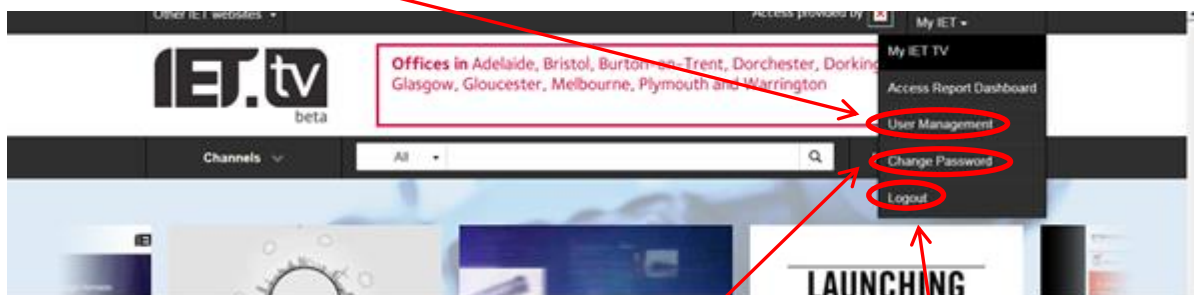 Other IET websites
Access provided by
My IET
IET.tv
beta
Offices in Adelaide, Bristol, Burton-on-Trent, Dorchester, Dorking
Glasgow, Gloucester, Melbourne, Plymouth and Warrington
My IET TV
Access Report Dashboard
User Management
Change Password
Logout
Channels
All
IET
LAUNCHING